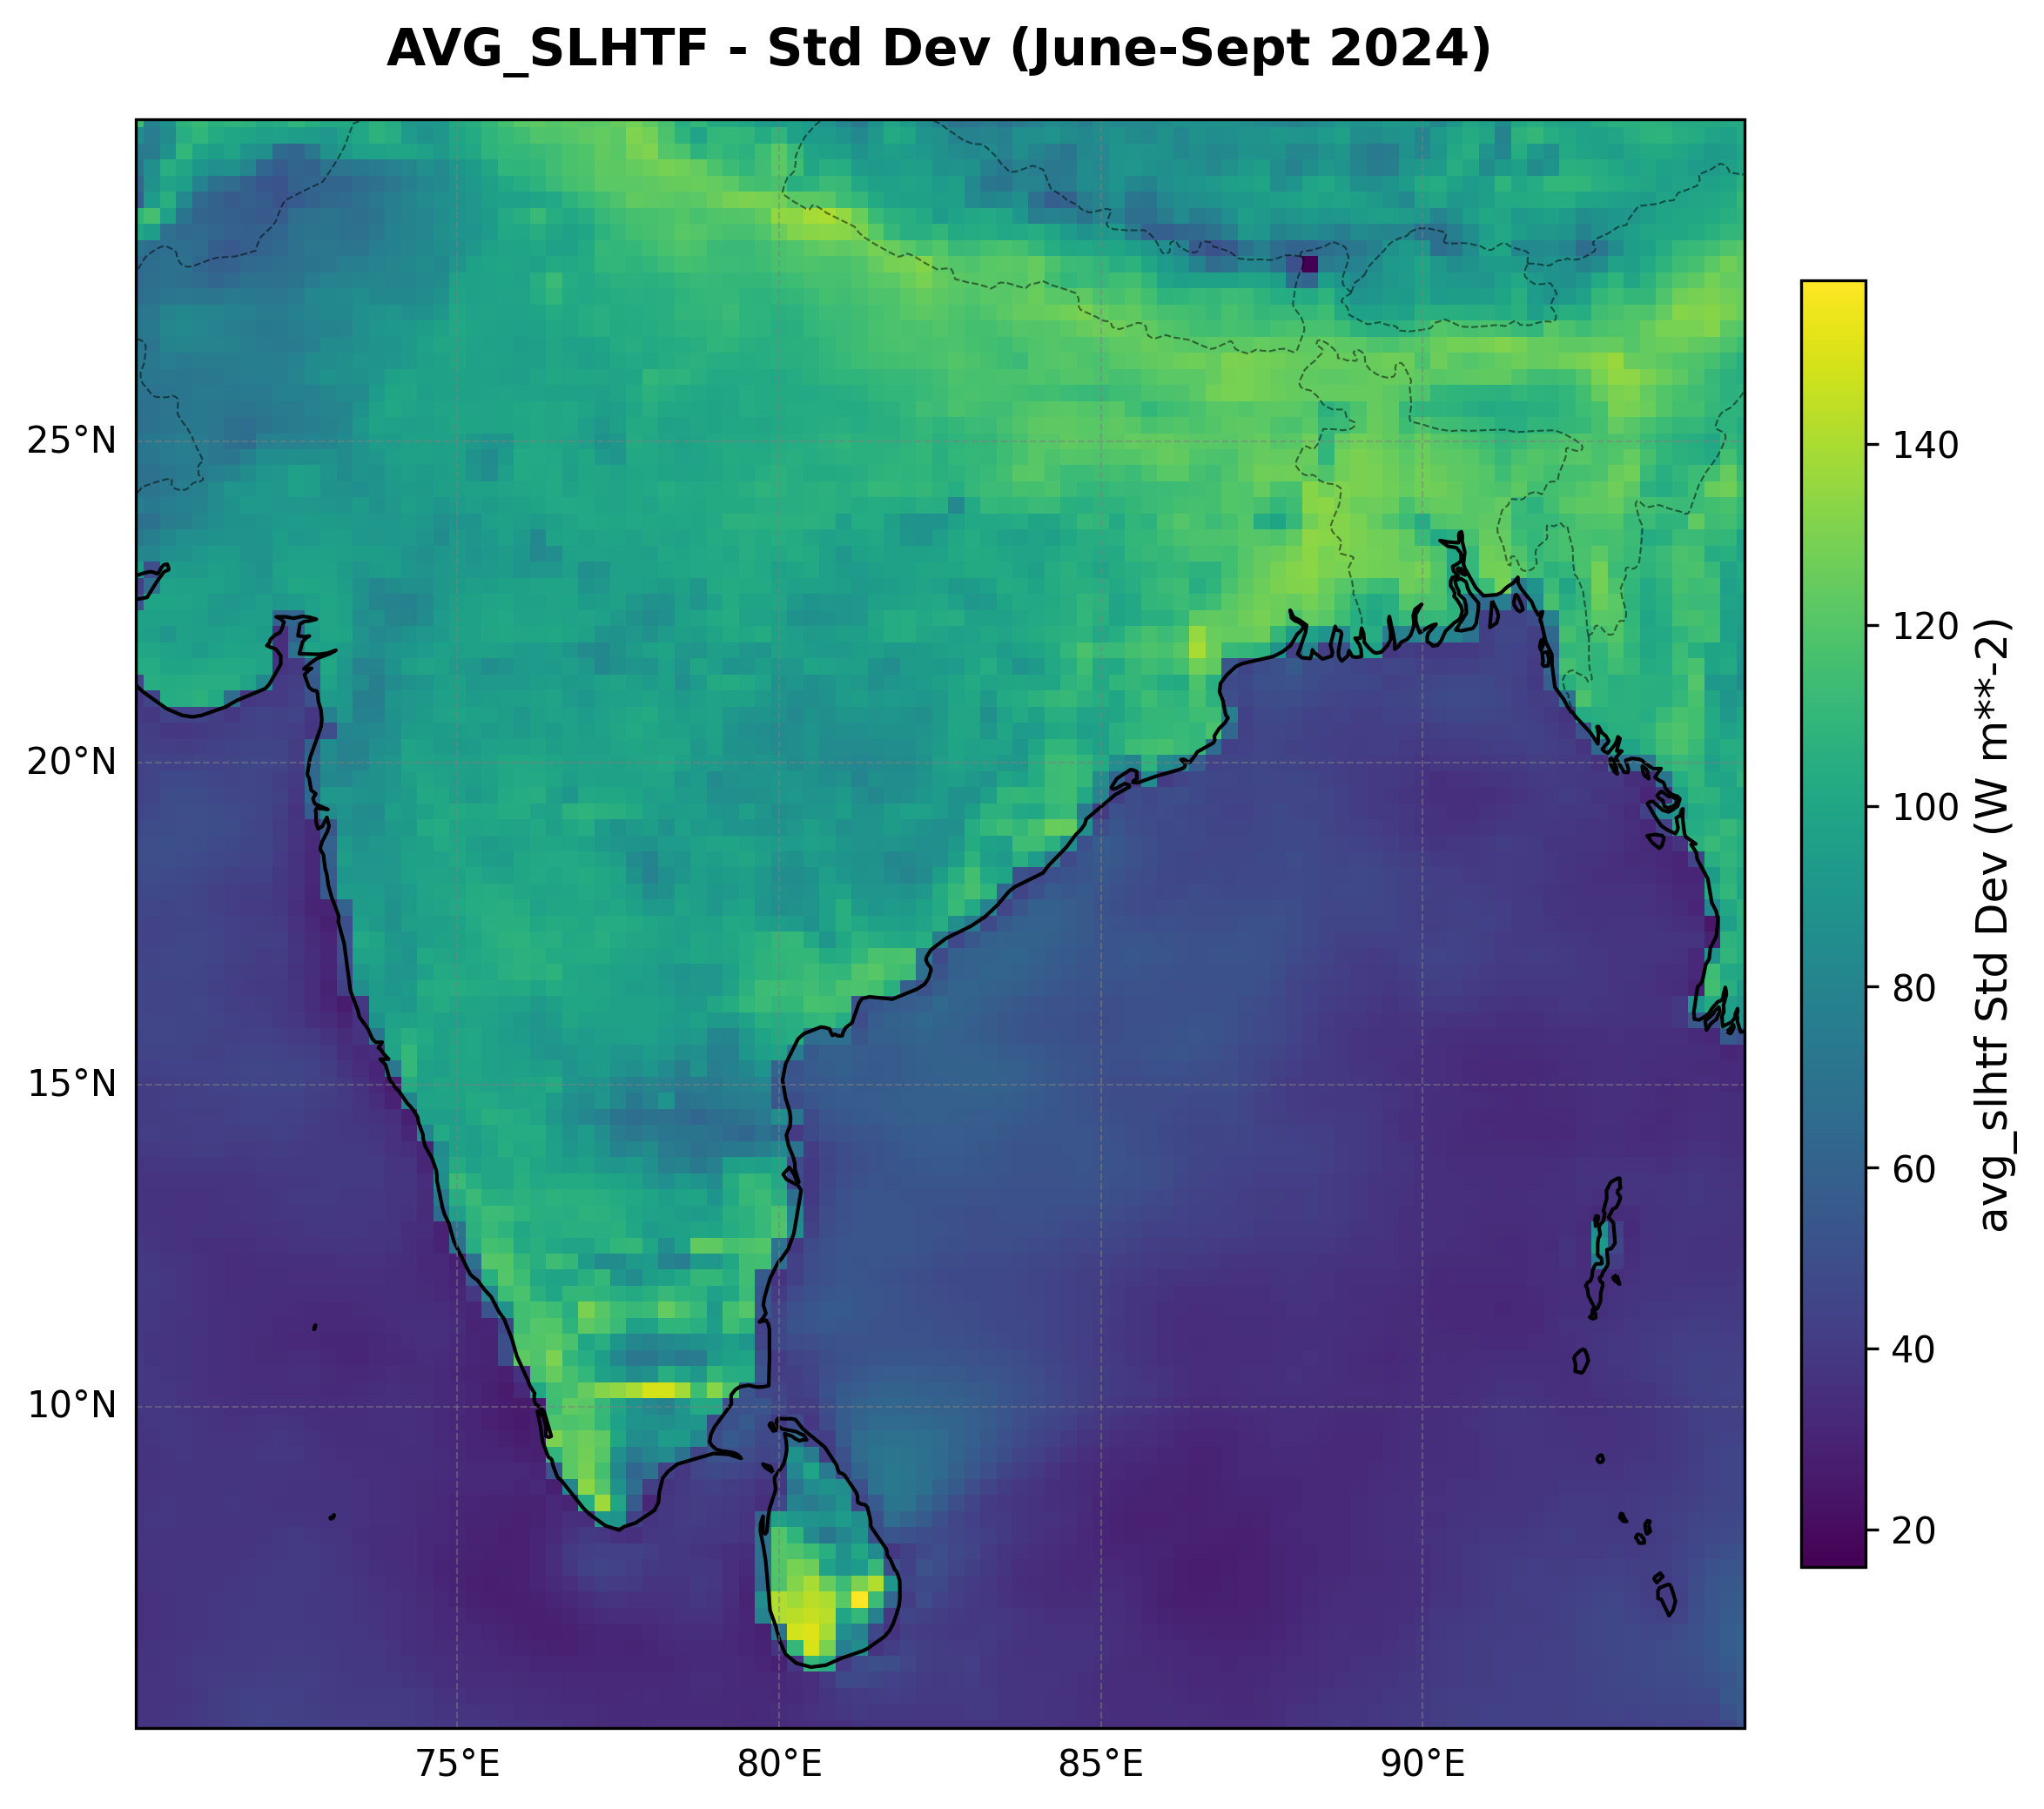 AVG_SLHTF - Std Dev (June-Sept 2024)
25°N
20°N
15°N
10°N
75°E
80°E
85°E
90°E
140
120
100
80
60
40
20
avg_slhtf Std Dev (W m**-2)